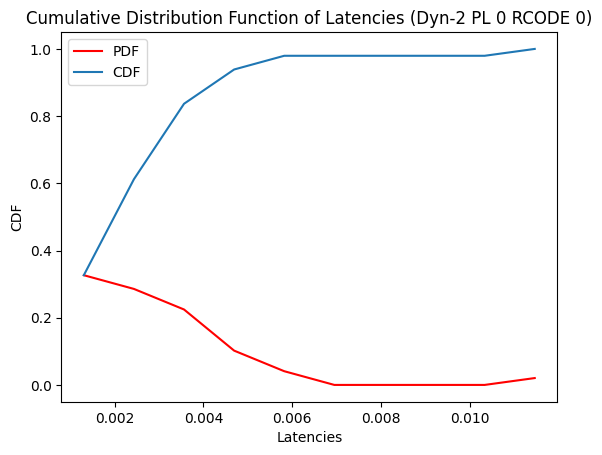 Cumulative Distribution Function of Latencies (Dyn-2 PL 0 RCODE 0)
PDF
CDF
1.0
0.8
0.6
0.4
0.2
0.0
CDF
0.002
0.004
0.006
0.008
0.010
Latencies